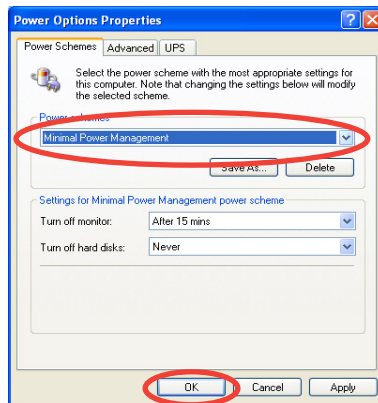 Power Options Properties
Power Schemes Advanced UPS
Select the power scheme with the most appropriate settings for
this computer. Note that changing the settings below will modify
the selected scheme.
Power schemes
Minimal Power Management
Save As... Delete
Settings for Minimal Power Management power scheme
Turn off monitor: After 15 mins
Turn off hard disks: Never
OK Cancel Apply